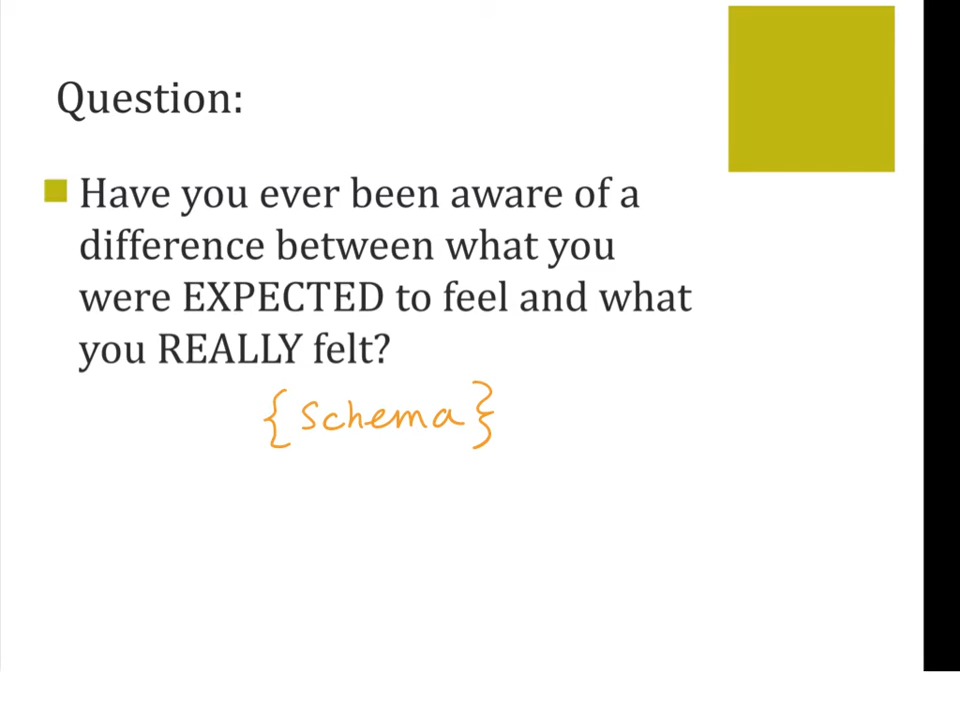 Question:
Have you ever been aware of a
difference between what you
were EXPECTED to feel and what
you REALLY felt?
{schema}